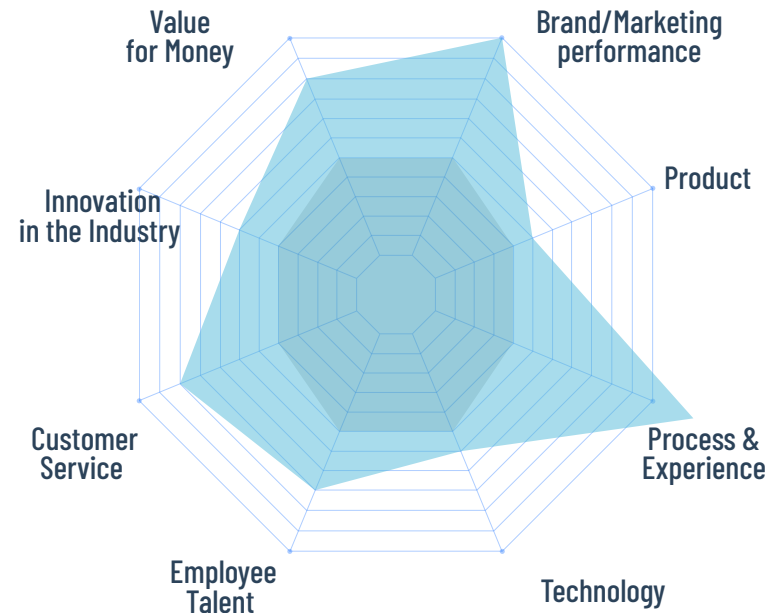 Value
for Money
Brand/Marketing
performance
Product
Innovation
in the Industry
Customer
Service
Process &
Experience
Employee
Talent
Technology